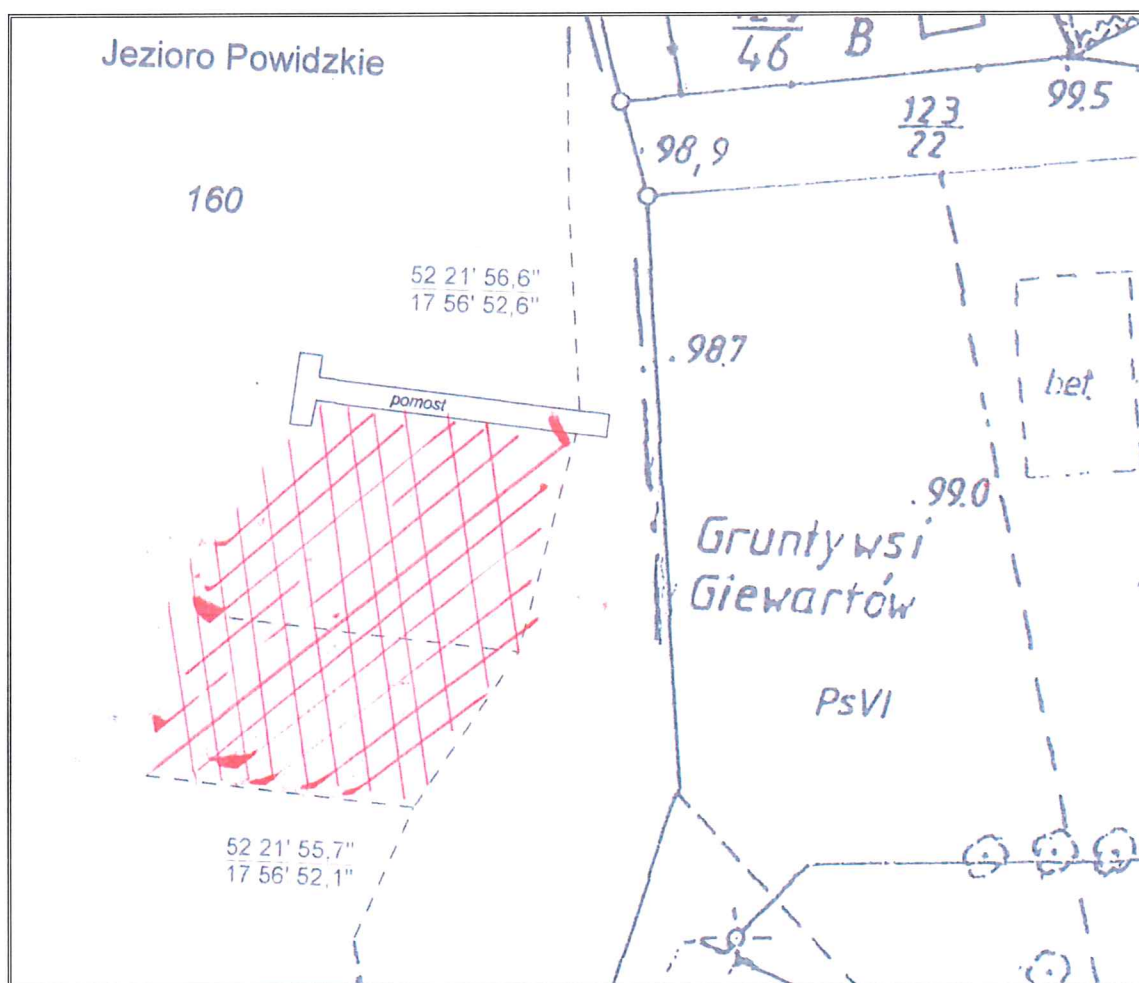 Jezioro Powidzkie
46
B
99.5
123
22
98,9
160
52 21' 56,6"
17 56' 52,6"
.987
pomost
bet.
.99.0
Grunty wsi
Giewartów
PsVI
52 21' 55,7"
17 56' 52,1"